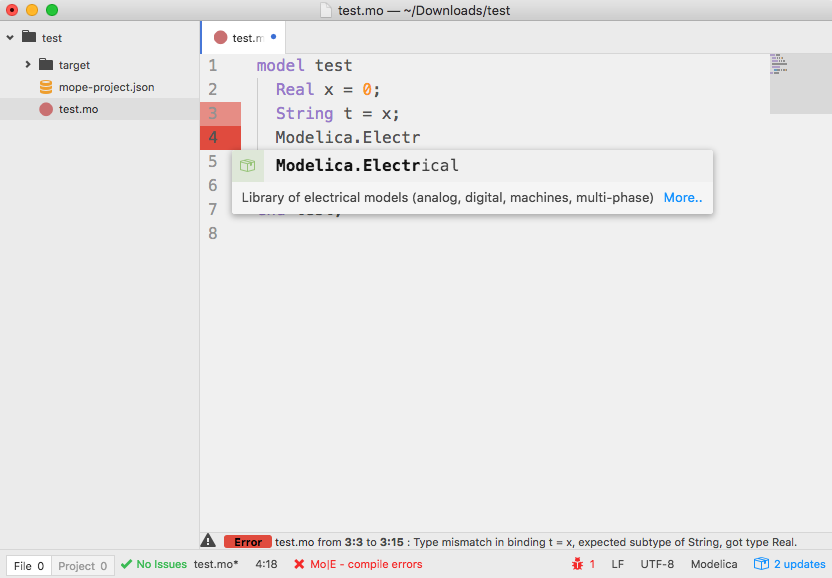 test.mo — ~/Downloads/test
test
target
mope-project.json
test.mo
test.m
1 model test
2 Real x = 0;
3 String t = x;
4 Modelica.Electr
5 Modelica.Electrical
6
Library of electrical models (analog, digital, machines, multi-phase) More..
7
8
Error test.mo from 3:3 to 3:15 : Type mismatch in binding t = x, expected subtype of String, got type Real.
File 0 Project 0 No Issues test.mo* 4:18 Mo|E - compile errors 1 LF UTF-8 Modelica 2 updates